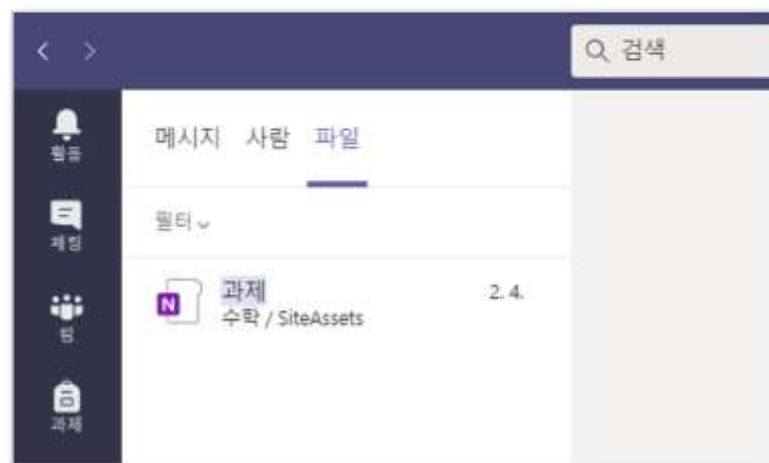 검색
메시지 사람 파일
활동
필터
채팅
과제 2. 4.
수학 / SiteAssets
팀
과제